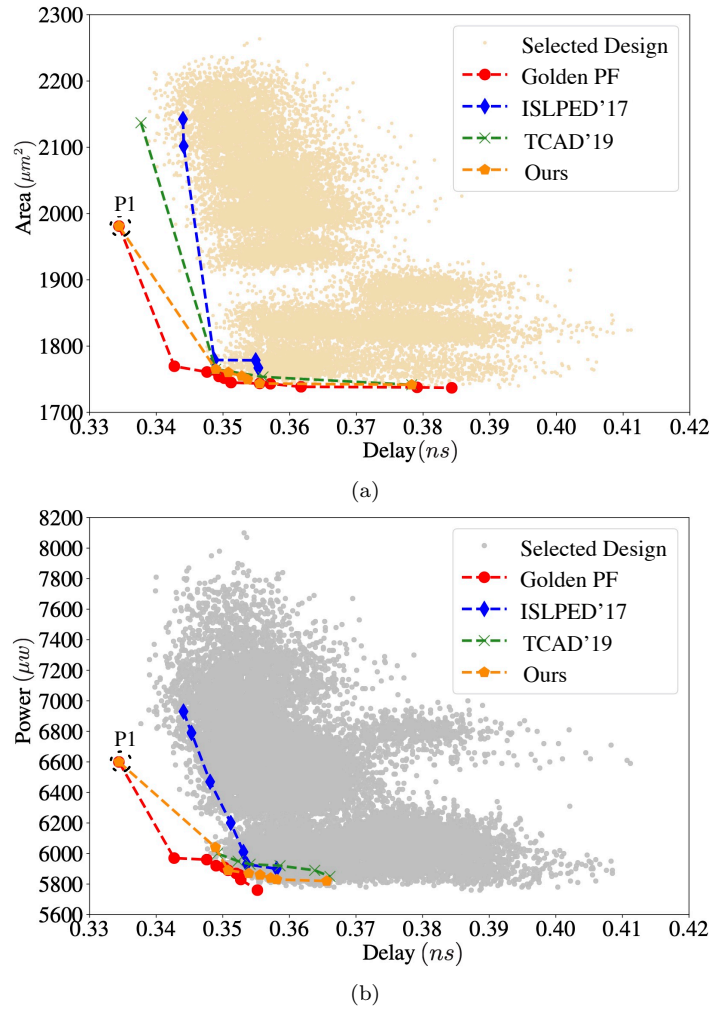 2300
2200
2100
2000
1900
1800
1700
Area (μm²)
Selected Design
Golden PF
ISLPED'17
TCAD'19
Ours
P1
0.33 0.34 0.35 0.36 0.37 0.38 0.39 0.40 0.41 0.42
Delay(ns)
(a)
8200
8000
7800
7600
7400
7200
7000
6800
6600
6400
6200
6000
5800
5600
Power (μw)
Selected Design
Golden PF
ISLPED'17
TCAD'19
Ours
P1
0.33 0.34 0.35 0.36 0.37 0.38 0.39 0.40 0.41 0.42
Delay (ns)
(b)